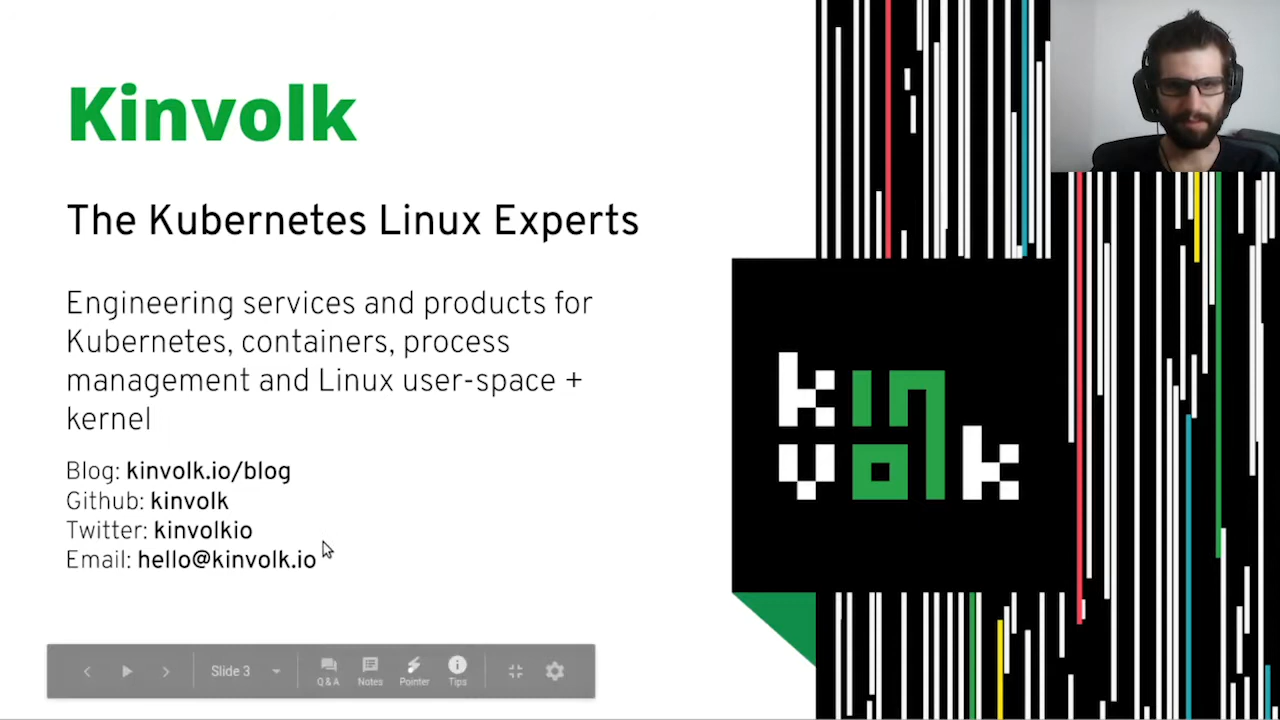 Kinvolk
The Kubernetes Linux Experts
Engineering services and products for
Kubernetes, containers, process
management and Linux user-space +
kernel
Blog: kinvolk.io/blog
Github: kinvolk
Twitter: kinvolkio
Email: hello@kinvolk.io
kin
volk
Slide 3
Q & A
Notes
Pointer
Tips